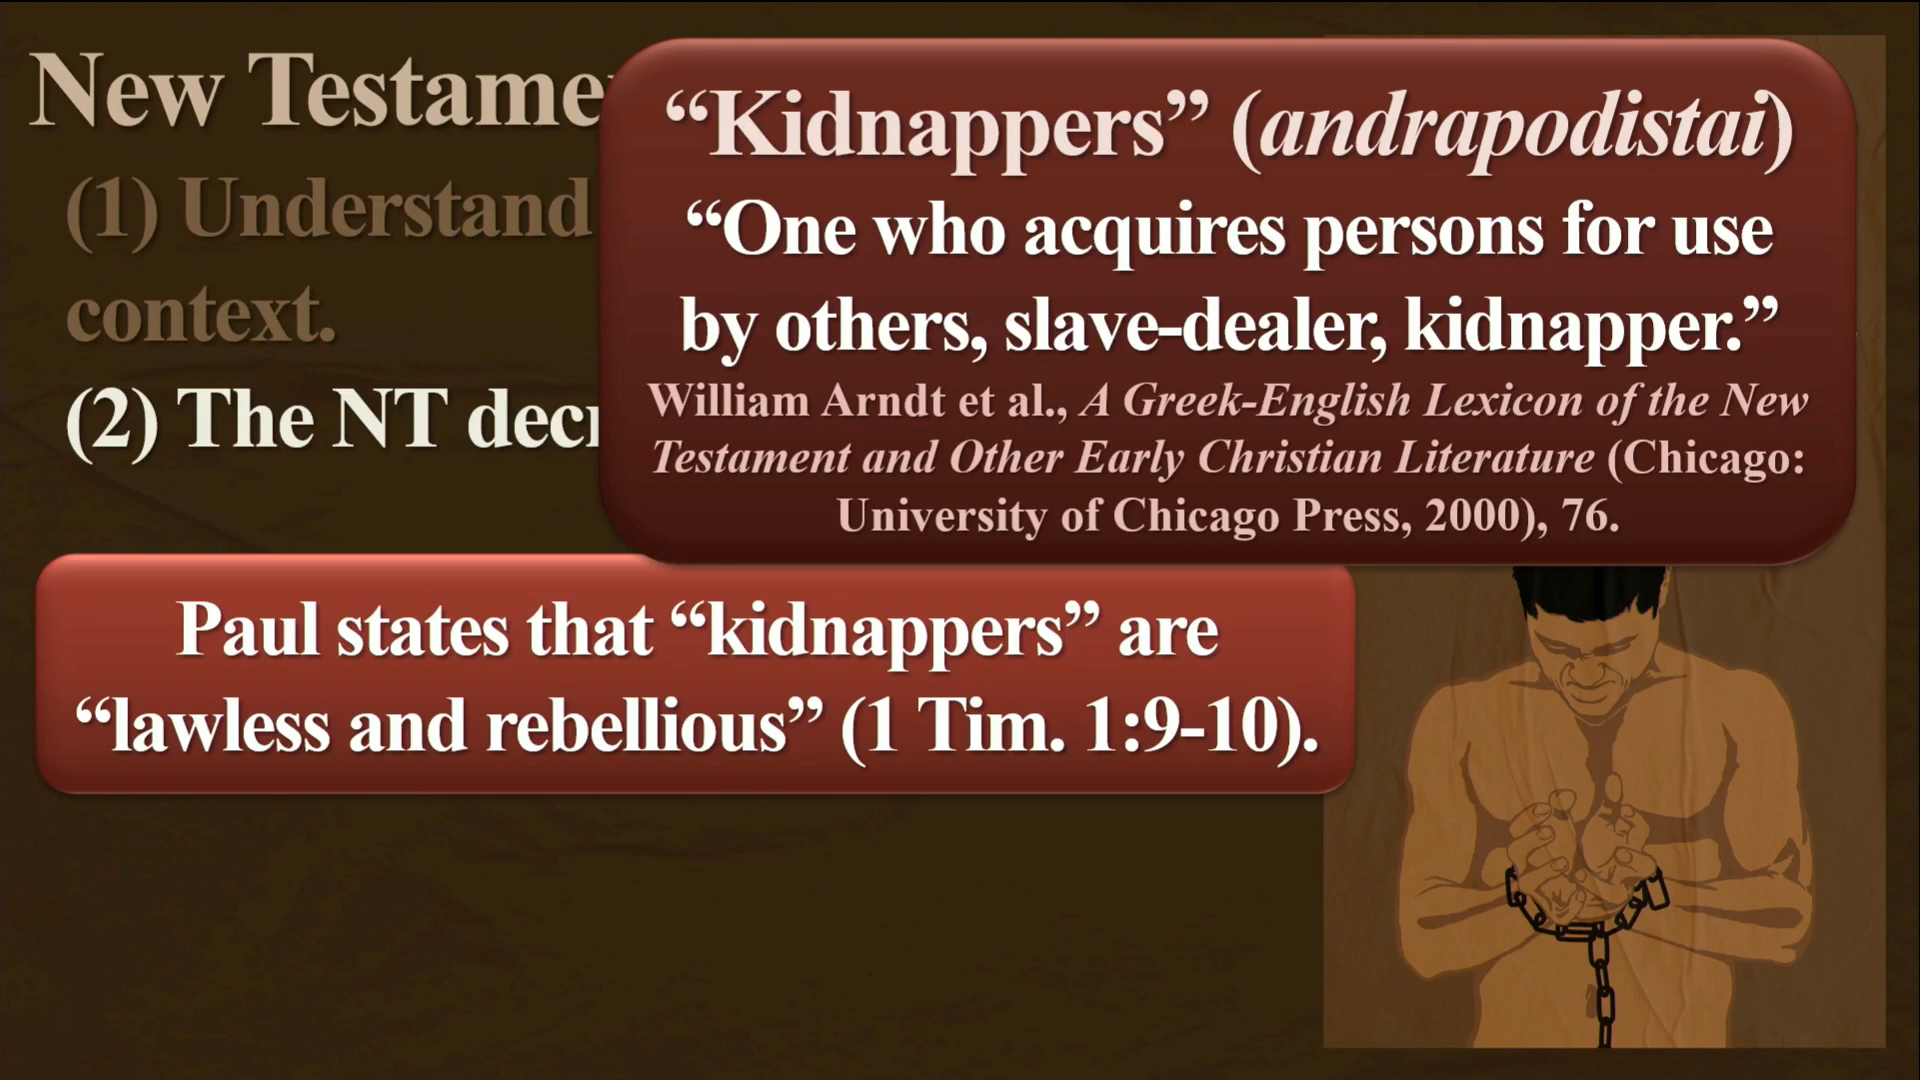 New Testame
“Kidnappers” (andrapodistai)
“One who acquires persons for use
by others, slave-dealer, kidnapper.”
William Arndt et al., A Greek-English Lexicon of the New
Testament and Other Early Christian Literature (Chicago:
University of Chicago Press, 2000), 76.
(1) Understand
context.
(2) The NT decr
Paul states that “kidnappers” are
“lawless and rebellious” (1 Tim. 1:9-10).